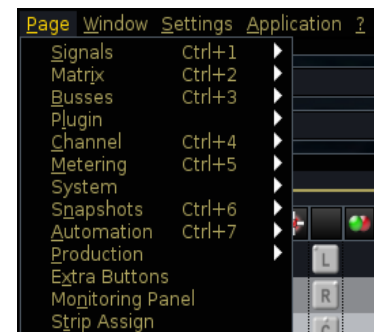 Page Window Settings Application ?
Signals Ctrl+1
Matrix Ctrl+2
Busses Ctrl+3
Plugin
Channel Ctrl+4
Metering Ctrl+5
System
Snapshots Ctrl+6
Automation Ctrl+7
Production
L
Extra Buttons
Monitoring Panel
R
Strip Assign
C